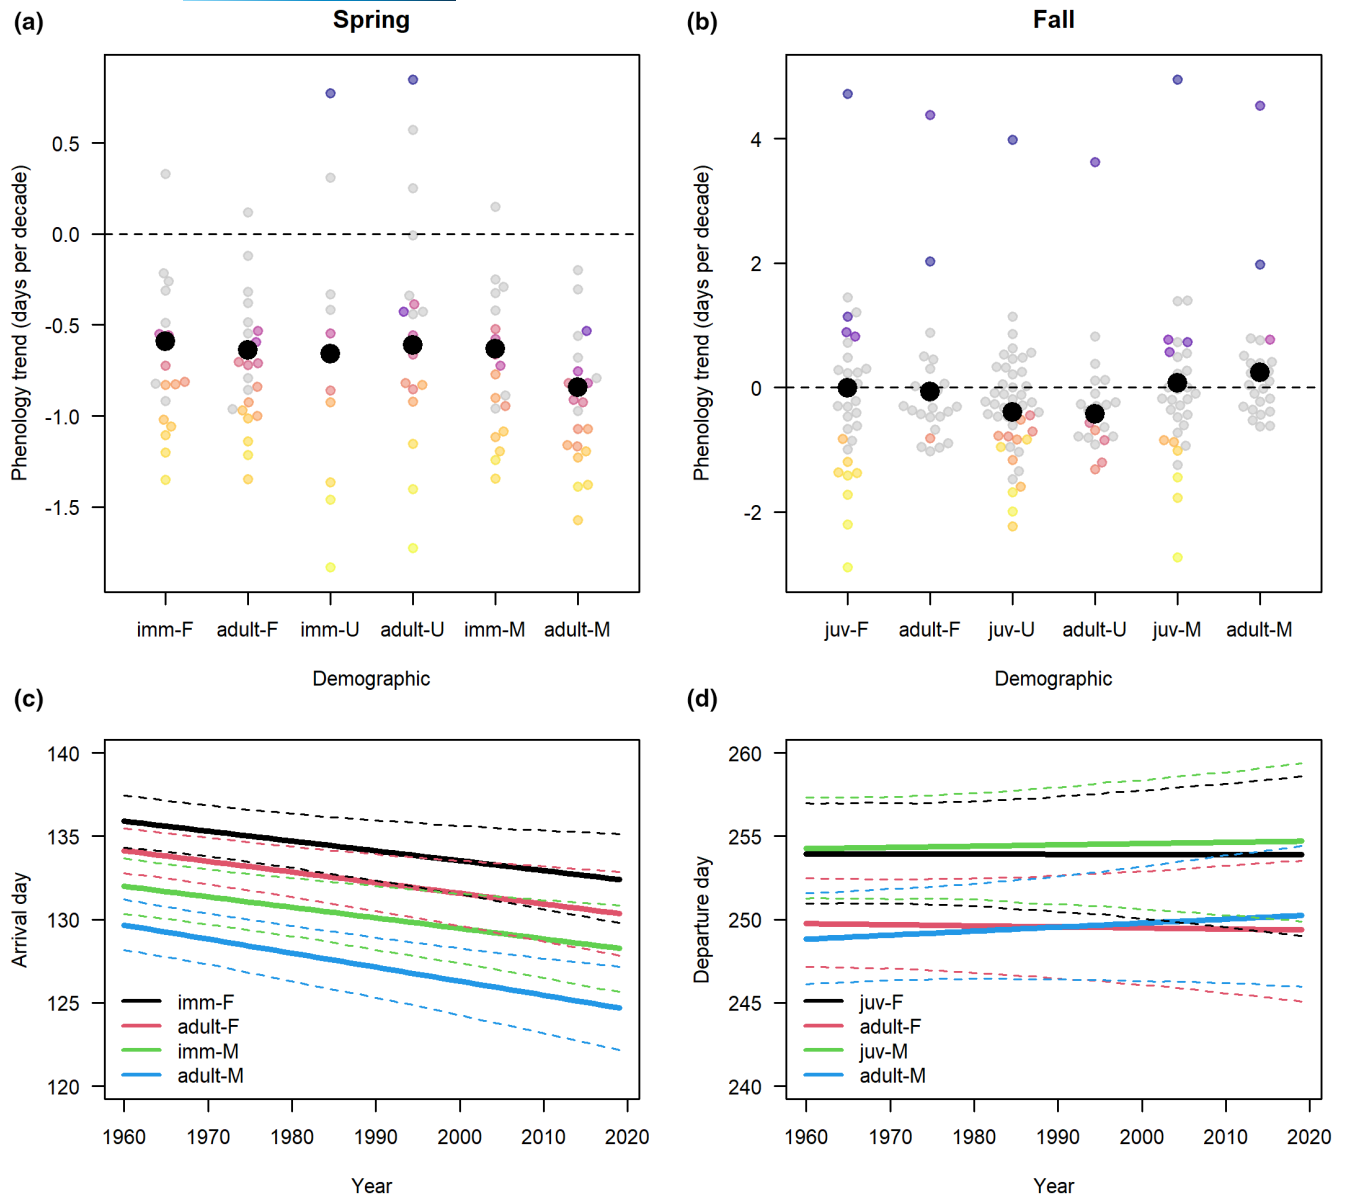 (a)
Spring
Phenology trend (days per decade)
0.5
0.0
-0.5
-1.0
-1.5
imm-F adult-F imm-U adult-U imm-M adult-M
Demographic
(b)
Fall
Phenology trend (days per decade)
4
2
0
-2
juv-F adult-F juv-U adult-U juv-M adult-M
Demographic
(c)
Arrival day
140
135
130
125
120
imm-F
adult-F
imm-M
adult-M
1960 1970 1980 1990 2000 2010 2020
Year
(d)
Departure day
260
255
250
245
240
juv-F
adult-F
juv-M
adult-M
1960 1970 1980 1990 2000 2010 2020
Year